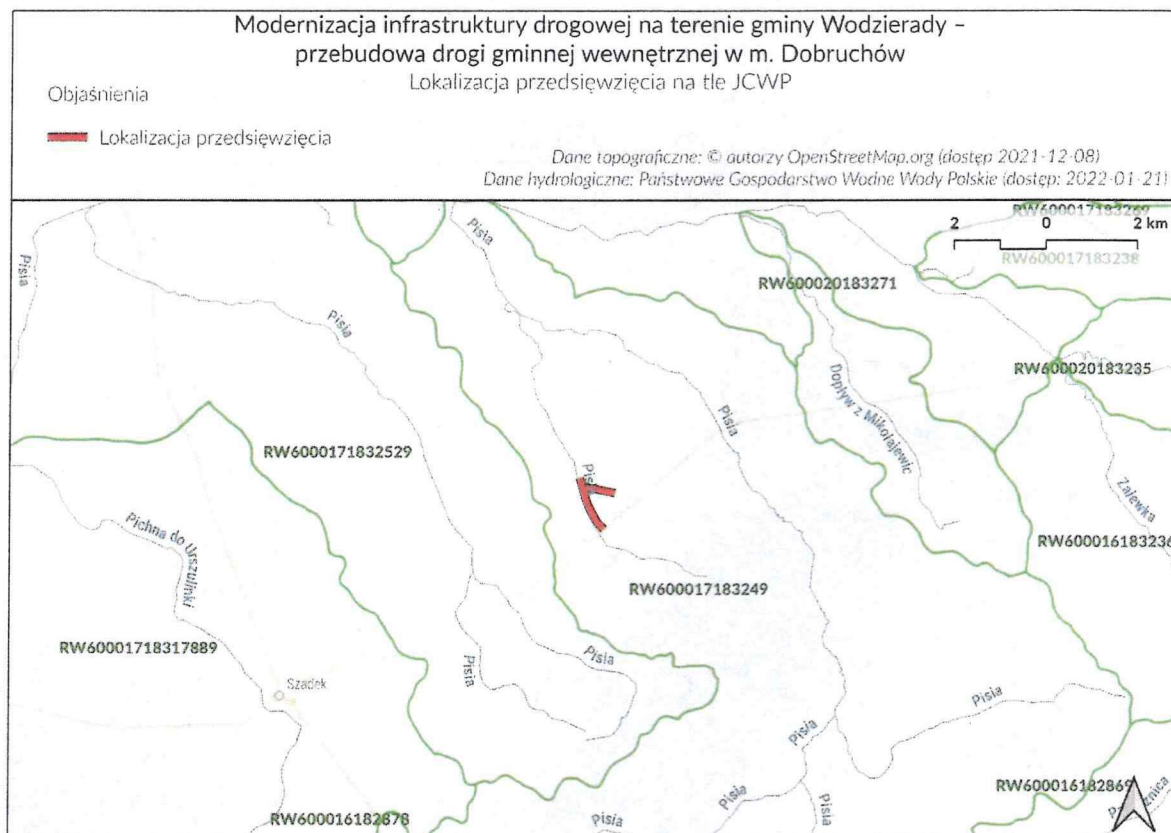 Modernizacja infrastruktury drogowej na terenie gminy Wodzierady –
przebudowa drogi gminnej wewnętrznej w m. Dobruchów
Lokalizacja przedsięwzięcia na tle JCWP
Objaśnienia
Lokalizacja przedsięwzięcia
Dane topograficzne: © autorzy OpenStreetMap.org (dostęp 2021-12-08)
Dane hydrologiczne: Państwowe Gospodarstwo Wodne Wody Polskie (dostęp: 2022-01-21)
RW600017183269
2 0 2 km
RW600017183238
Pisia
Pisia
Pisia
RW600020183271
RW600020183235
Dopływ z Mikołajewic
Pisia
RW6000171832529
Pisia
Zalewka
Pichna do Urszulinki
RW600016183236
RW600017183249
RW60001718317889
Szadek
Pisia
Pisia
Pisia
Pisia
RW600016182869
RW600016182878
Pisia